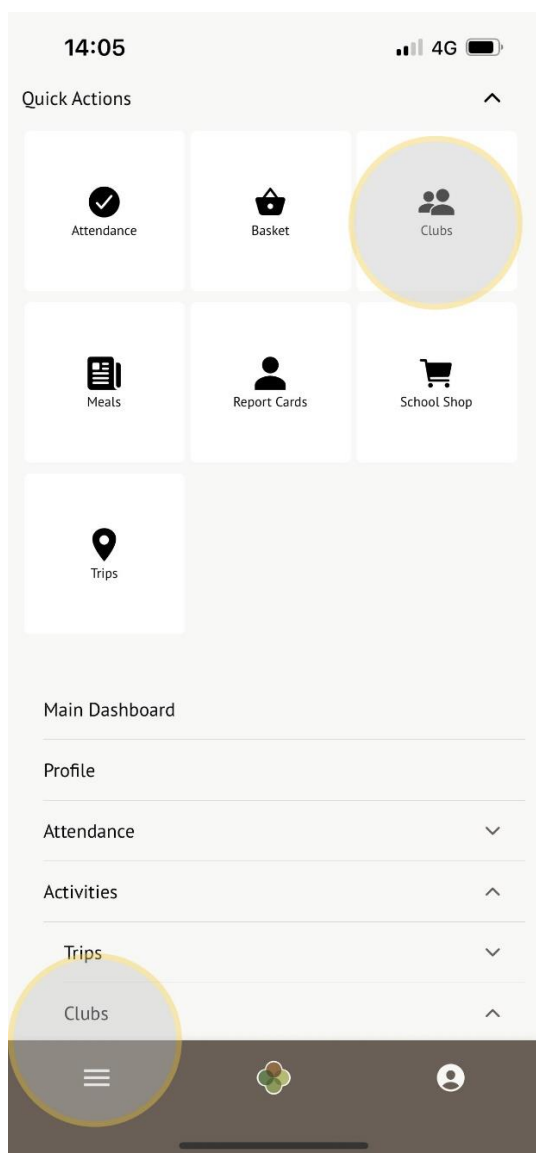 14:05 4G
Quick Actions
Attendance Basket Clubs
Meals Report Cards School Shop
Trips
Main Dashboard
Profile
Attendance
Activities
Trips
Clubs